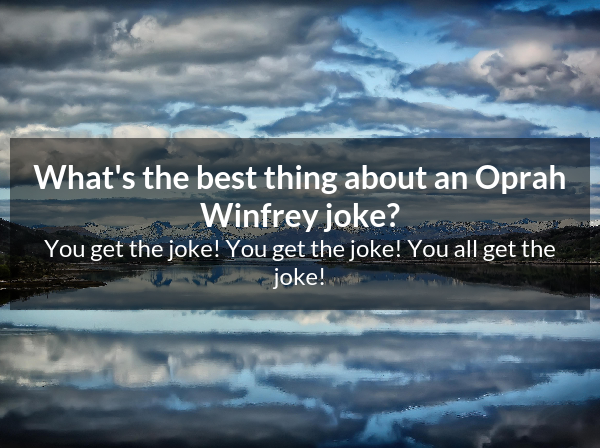 What's the best thing about an Oprah
Winfrey joke?
You get the joke! You get the joke! You all get the
joke!